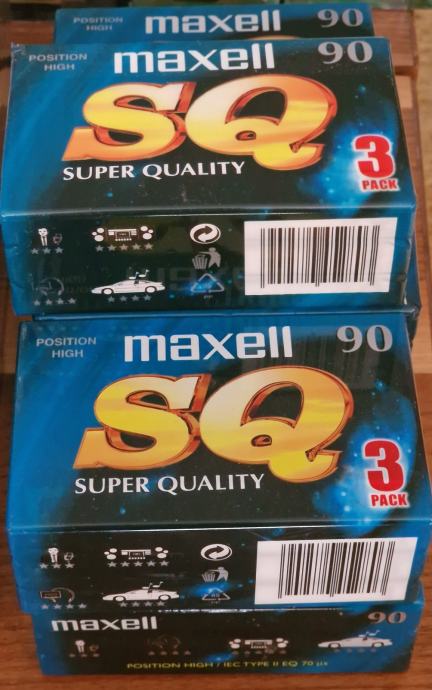 POSITION
HIGH
maxell 90
POSITION
HIGH
maxell 90
SQ
SUPER QUALITY
3
PACK
POSITION
HIGH
maxell 90
SQ
SUPER QUALITY
3
PACK
maxell 90
POSITION HIGH / IEC TYPE II EQ 70 µs